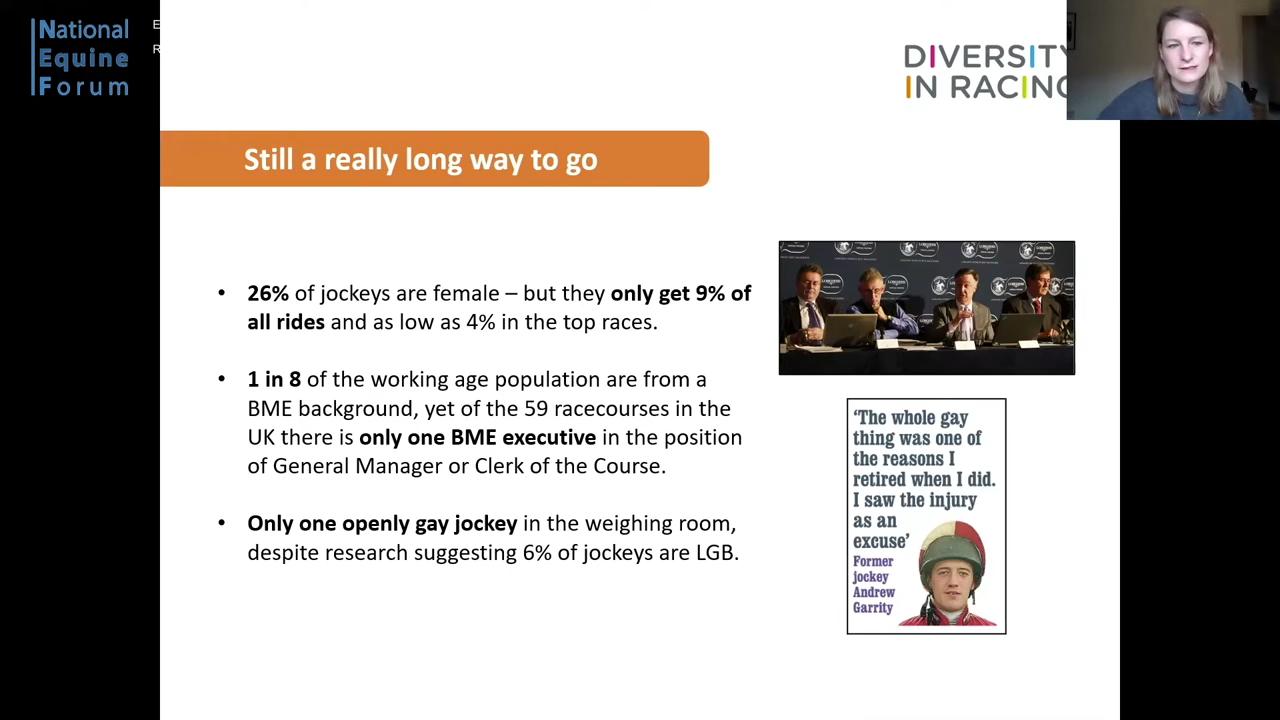 National
Equine
Forum
E
R
DIVERSITY
IN RACING
Still a really long way to go
• 26% of jockeys are female – but they only get 9% of
all rides and as low as 4% in the top races.
• 1 in 8 of the working age population are from a
BME background, yet of the 59 racecourses in the
UK there is only one BME executive in the position
of General Manager or Clerk of the Course.
• Only one openly gay jockey in the weighing room,
despite research suggesting 6% of jockeys are LGB.
‘The whole gay
thing was one of
the reasons I
retired when I did.
I saw the injury
as an
excuse’
Former
jockey
Andrew
Garrity